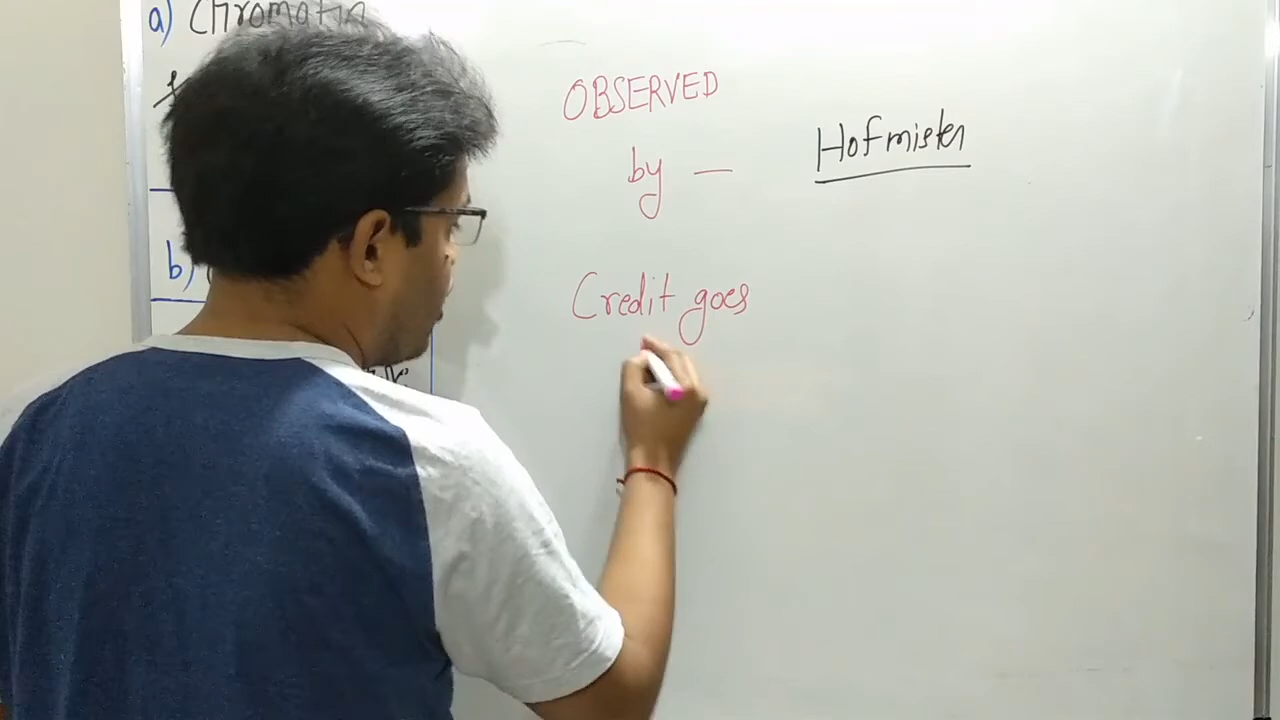 a) Chromatin
b)
OBSERVED
by — Hofmister
Credit goes